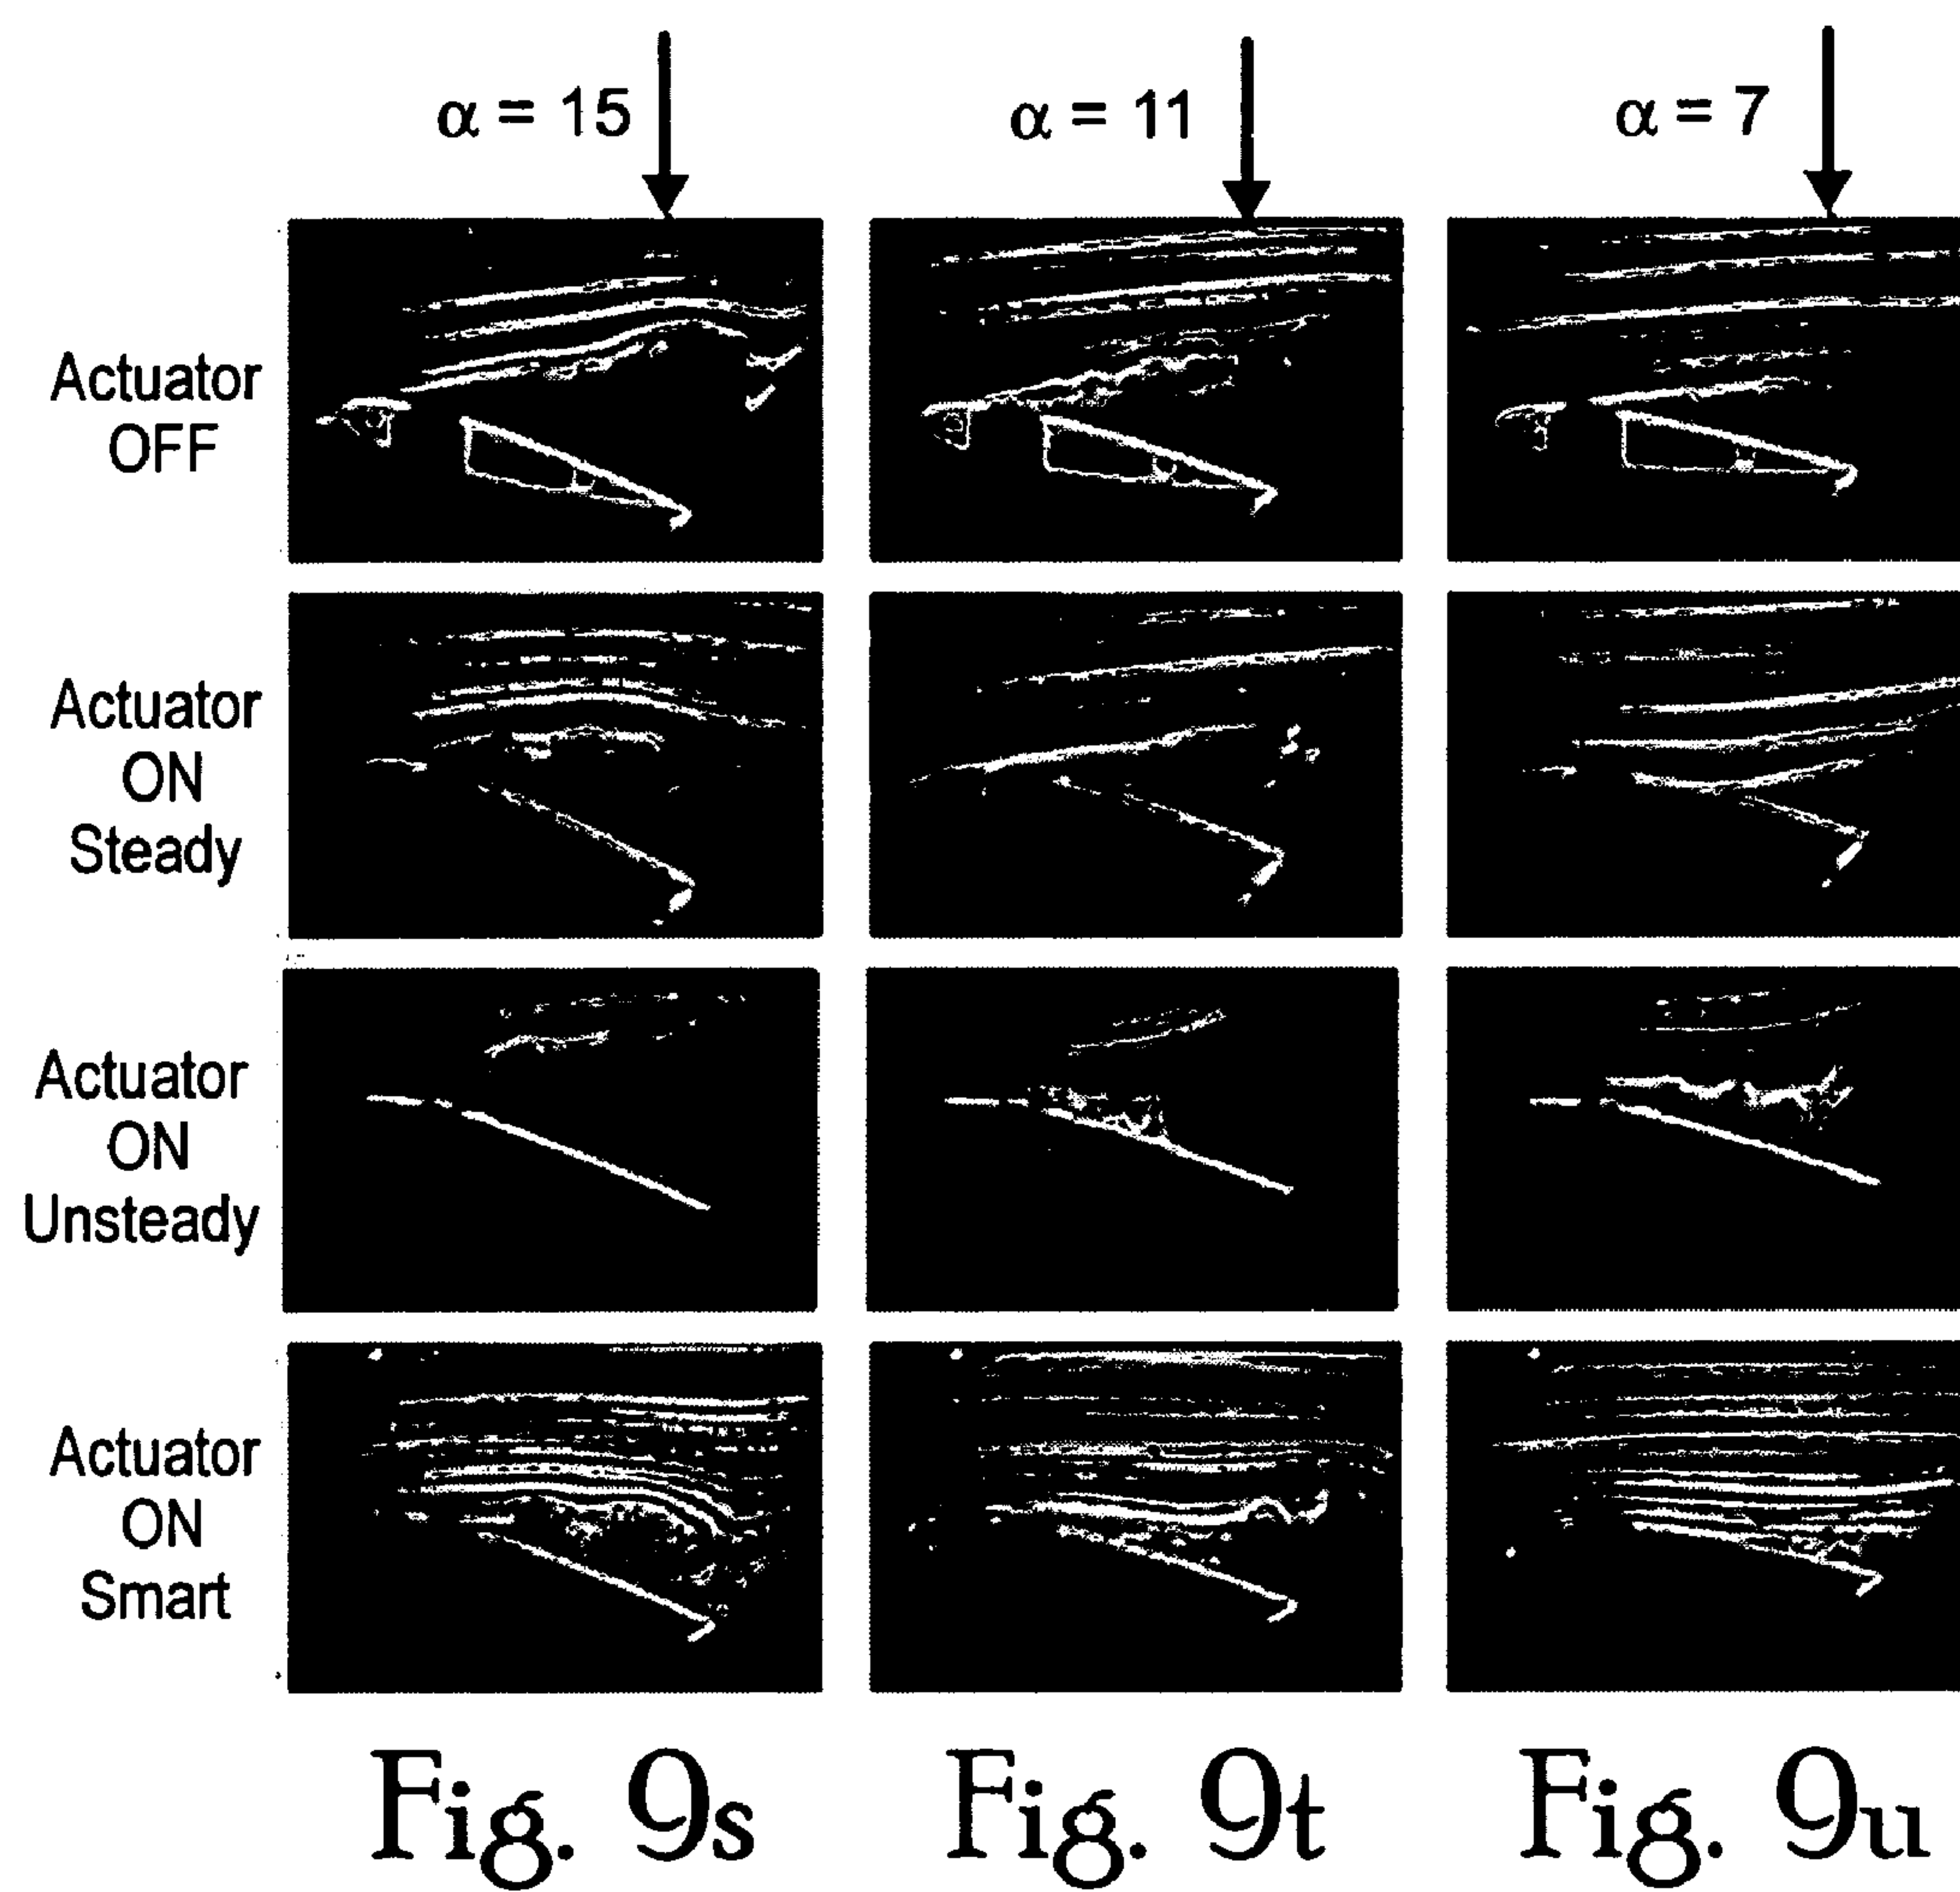 α = 15
α = 11
α = 7
Actuator
OFF
Actuator
ON
Steady
Actuator
ON
Unsteady
Actuator
ON
Smart
Fig. 9s
Fig. 9t
Fig. 9u